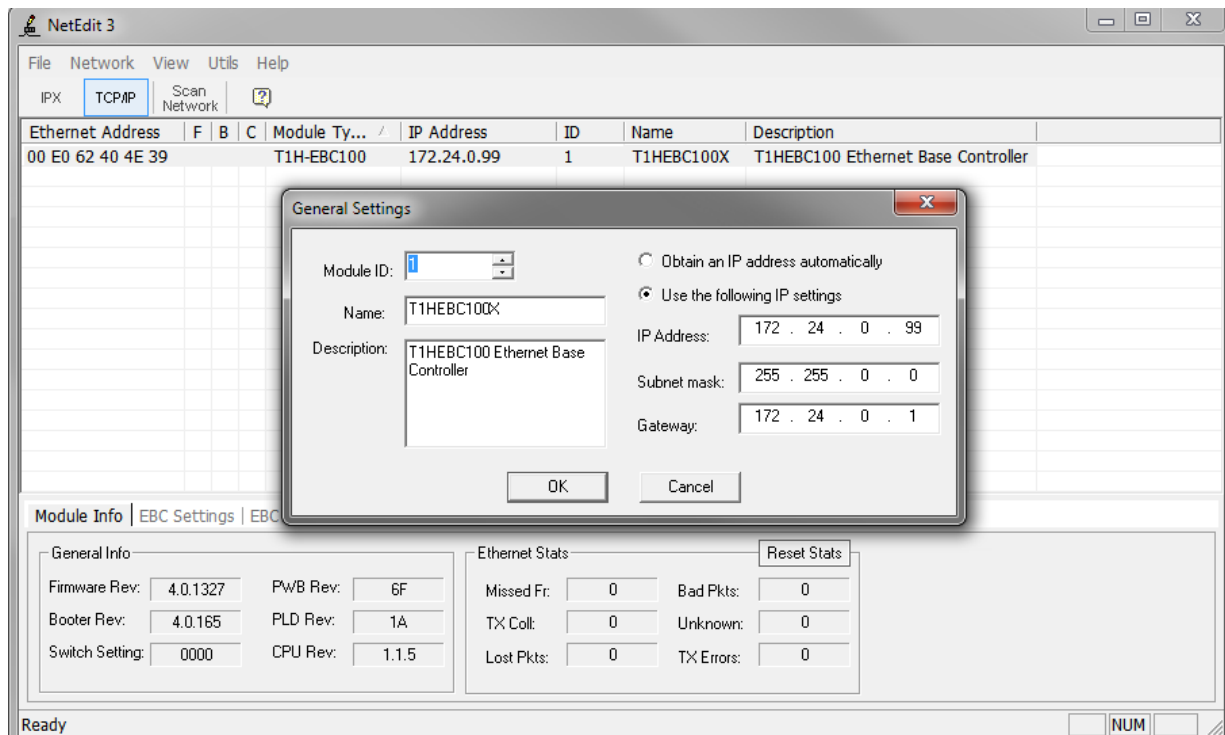 NetEdit 3
File Network View Utils Help
IPX TCP/IP Scan Network
Ethernet Address F B C Module Ty... IP Address ID Name Description
00 E0 62 40 4E 39 T1H-EBC100 172.24.0.99 1 T1HEBC100X T1HEBC100 Ethernet Base Controller
General Settings
Module ID: 1
Name: T1HEBC100X
Description: T1HEBC100 Ethernet Base
Controller
Obtain an IP address automatically
Use the following IP settings
IP Address: 172 . 24 . 0 . 99
Subnet mask: 255 . 255 . 0 . 0
Gateway: 172 . 24 . 0 . 1
OK Cancel
Module Info EBC Settings EBC
General Info
Firmware Rev: 4.0.1327 PWB Rev: 6F
Booter Rev: 4.0.165 PLD Rev: 1A
Switch Setting: 0000 CPU Rev: 1.1.5
Ethernet Stats Reset Stats
Missed Fr: 0 Bad Pkts: 0
TX Coll: 0 Unknown: 0
Lost Pkts: 0 TX Errors: 0
Ready NUM